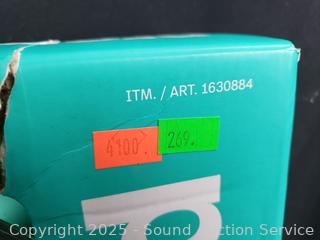 ITM. / ART. 1630884
4100.
269.
Copyright 2025 - Sound Auction Service